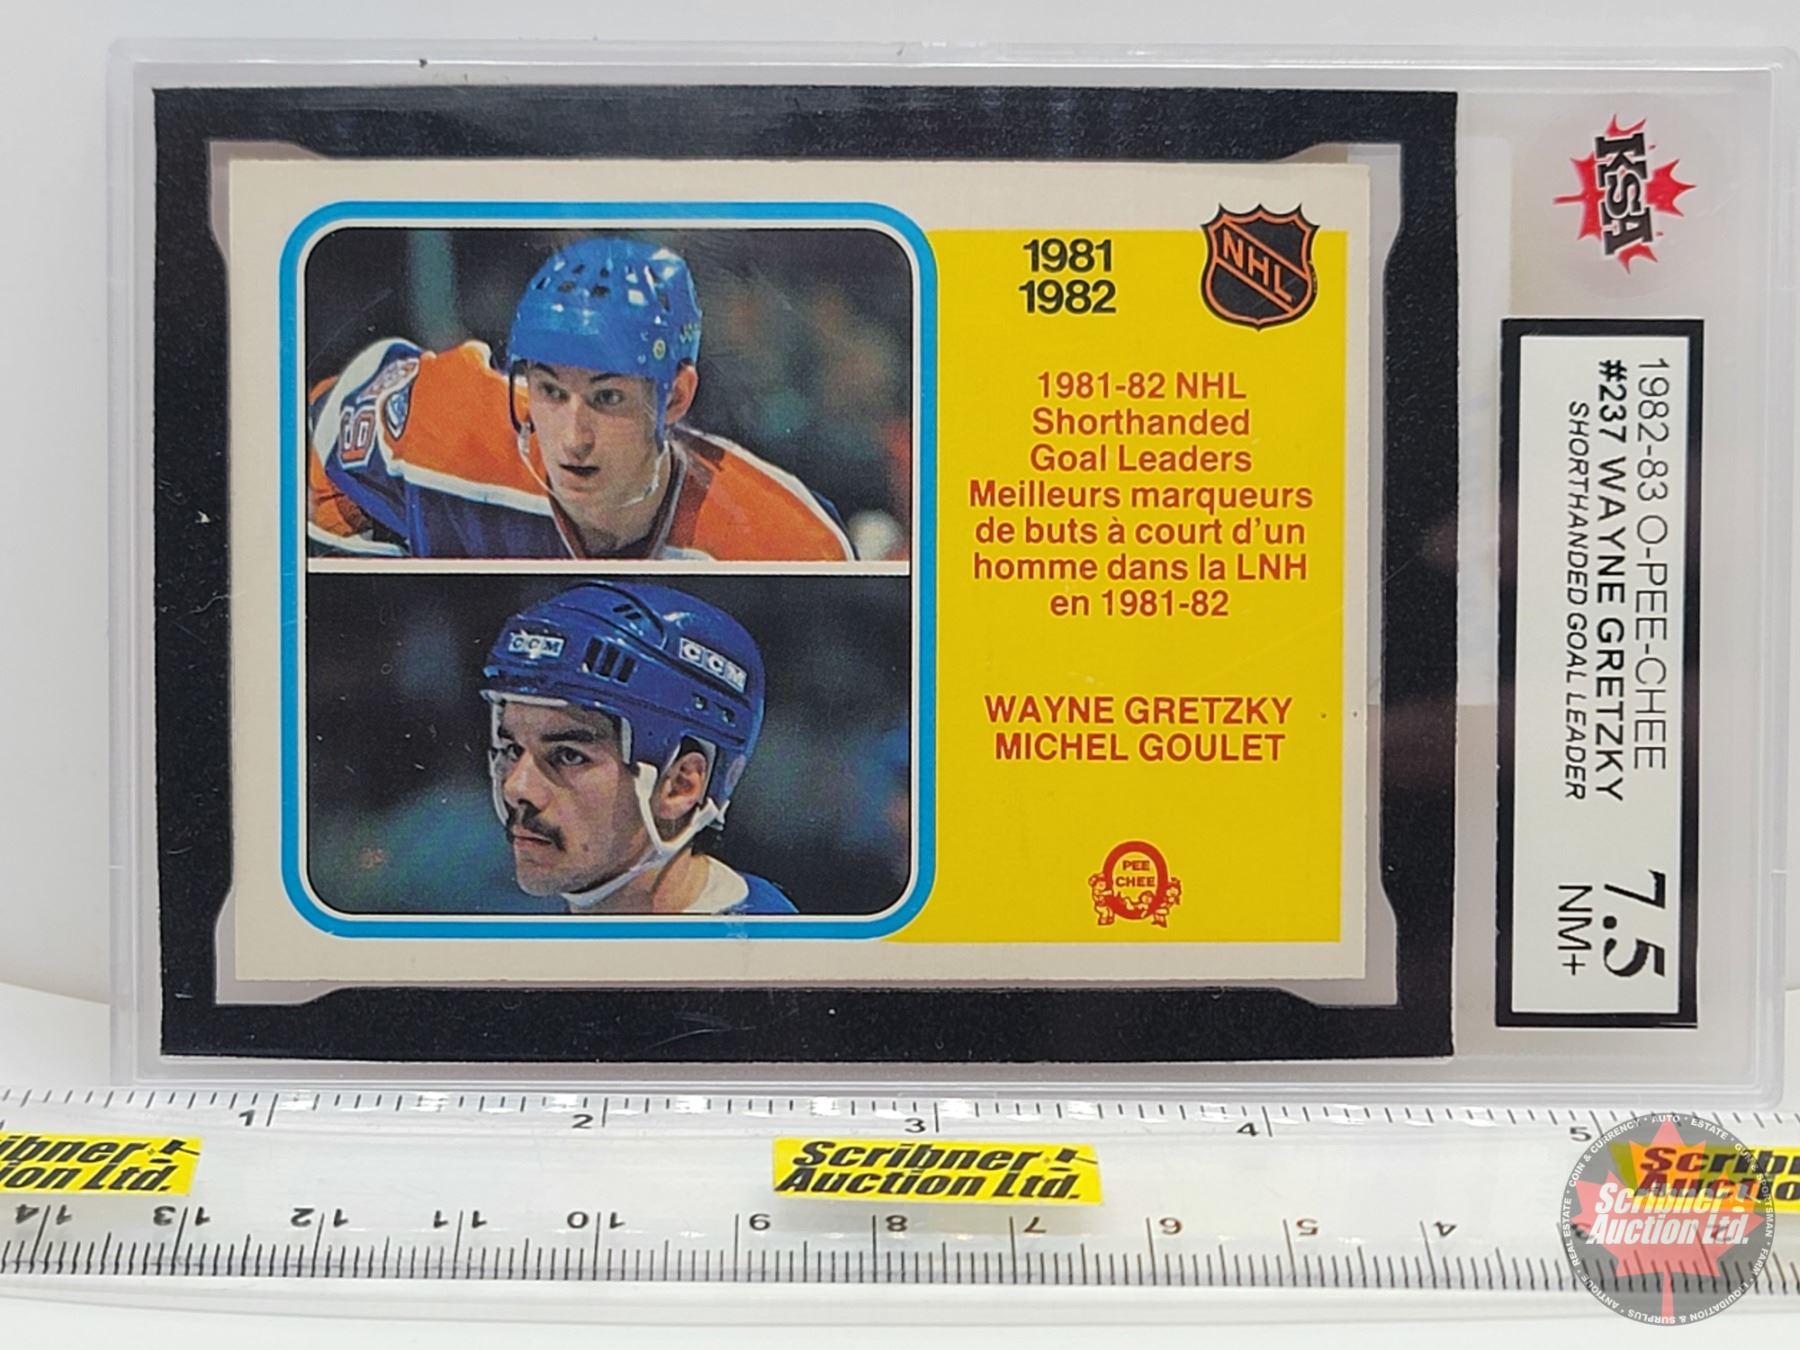 1981
1982
NHL
1981-82 NHL
Shorthanded
Goal Leaders
Meilleurs marqueurs
de buts à court d'un
homme dans la LNH
en 1981-82
WAYNE GRETZKY
MICHEL GOULET
PEE
CHEE
CCM
CCM
KSA
1982-83 O-PEE-CHEE
#237 WAYNE GRETZKY
SHORTHANDED GOAL LEADER
7.5
NM+
1 2 3 4 5
Scribner
Auction Ltd.
14 13 12 11 10 9 8 7 6 5 4 3 2
Scribner
Auction Ltd.